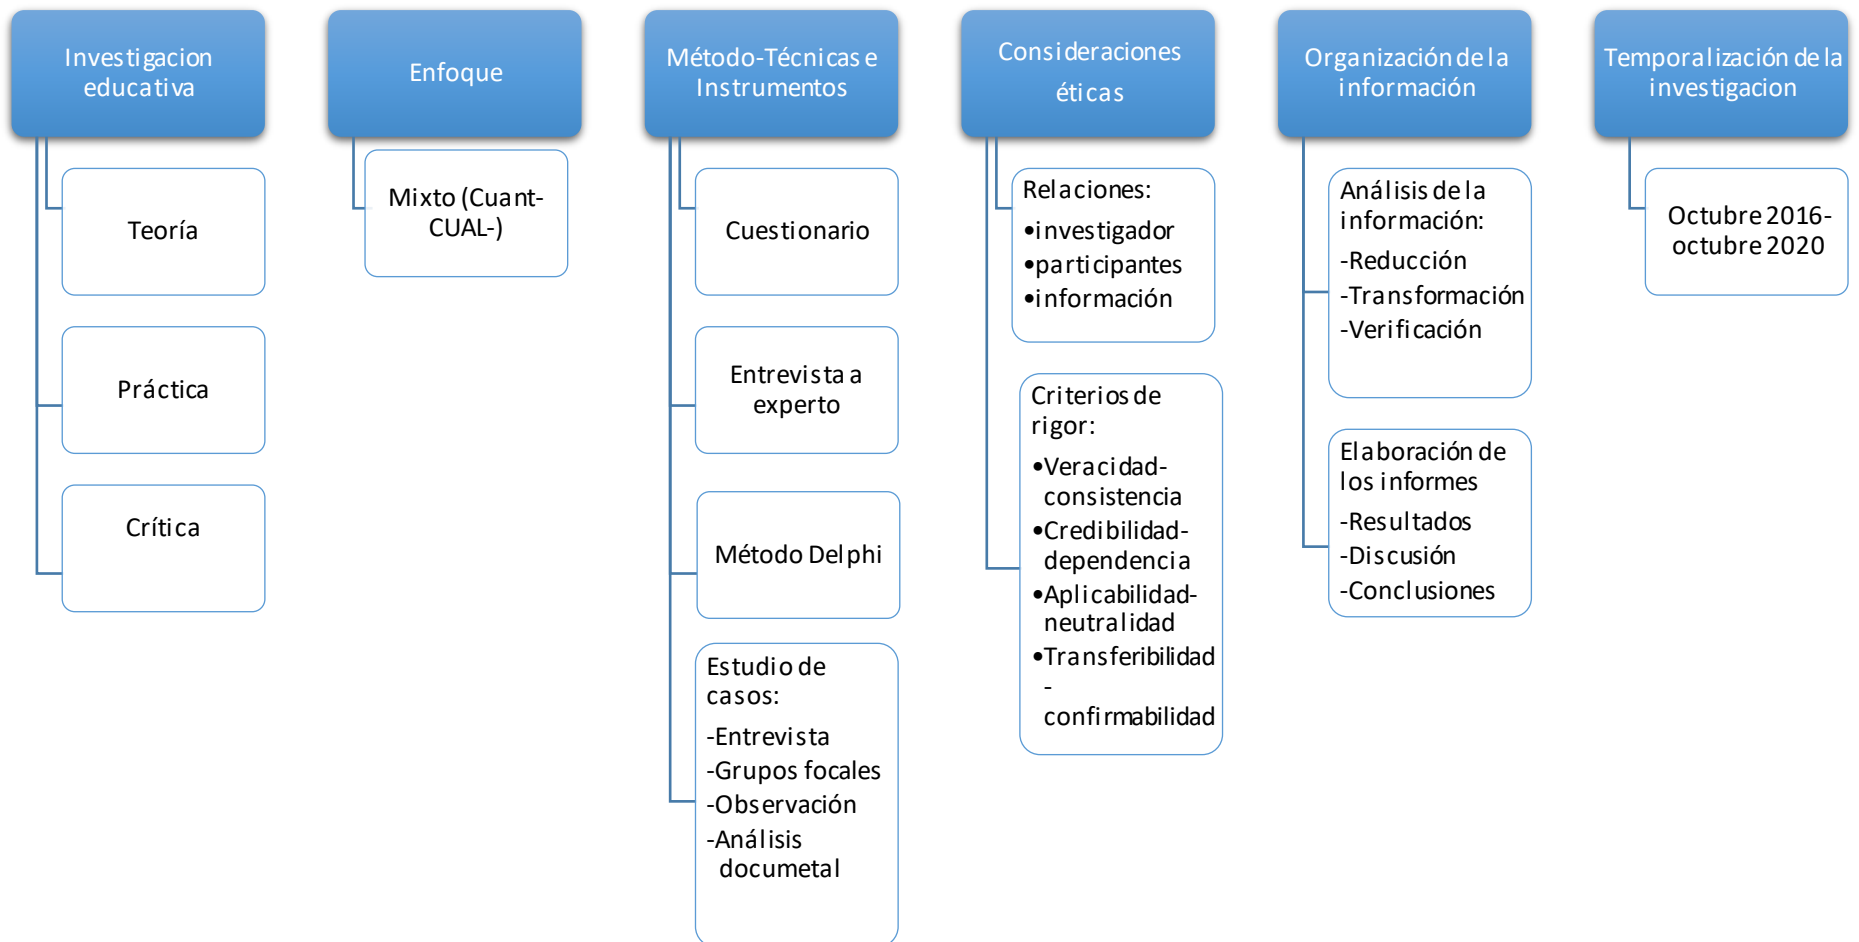 Investigacion
educativa
Teoría
Práctica
Crítica
Enfoque
Mixto (Cuant-
CUAL-)
Método-Técnicas e
Instrumentos
Cuestionario
Entrevista a
experto
Método Delphi
Estudio de
casos:
-Entrevista
-Grupos focales
-Observación
-Análisis
documetal
Consideraciones
éticas
Relaciones:
•investigador
•participantes
•información
Criterios de
rigor:
•Veracidad-
consistencia
•Credibilidad-
dependencia
•Aplicabilidad-
neutralidad
•Transferibilidad
-
confirmabilidad
Organización de la
información
Análisis de la
información:
-Reducción
-Transformación
-Verificación
Elaboración de
los informes
-Resultados
-Discusión
-Conclusiones
Temporalización de la
investigacion
Octubre 2016-
octubre 2020